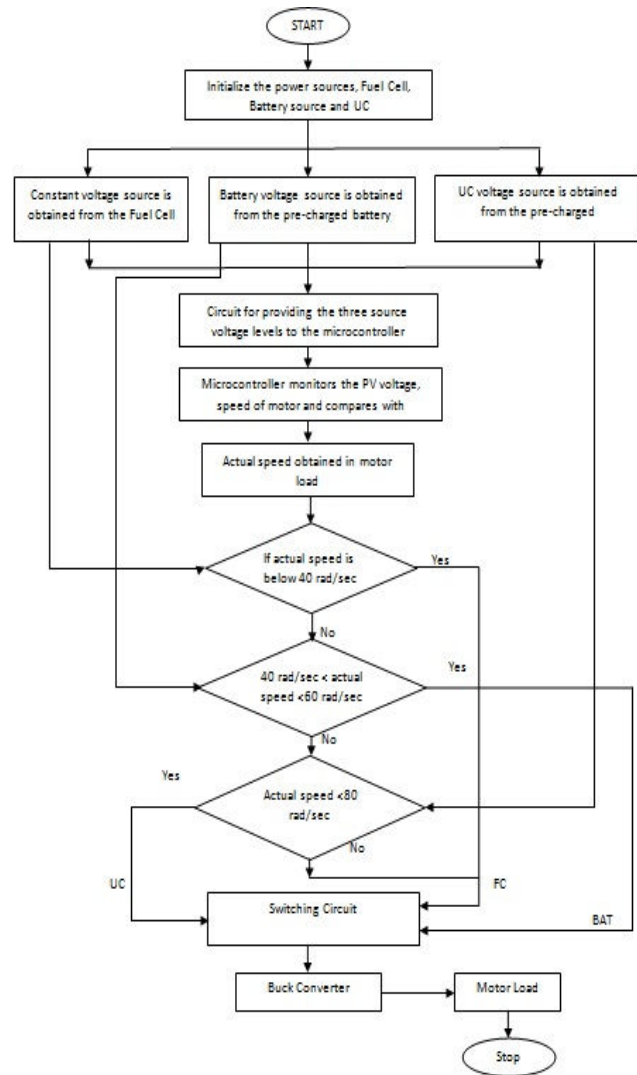 START
Initialize the power sources, Fuel Cell,
Battery source and UC
Constant voltage source is
obtained from the Fuel Cell
Battery voltage source is obtained
from the pre-charged battery
UC voltage source is obtained
from the pre-charged
Circuit for providing the three source
voltage levels to the microcontroller
Microcontroller monitors the PV voltage,
speed of motor and compares with
Actual speed obtained in motor
load
If actual speed is
below 40 rad/sec
Yes
No
40 rad/sec < actual
speed <60 rad/sec
Yes
No
Yes
Actual speed <80
rad/sec
No
UC
FC
Switching Circuit
BAT
Buck Converter
Motor Load
Stop